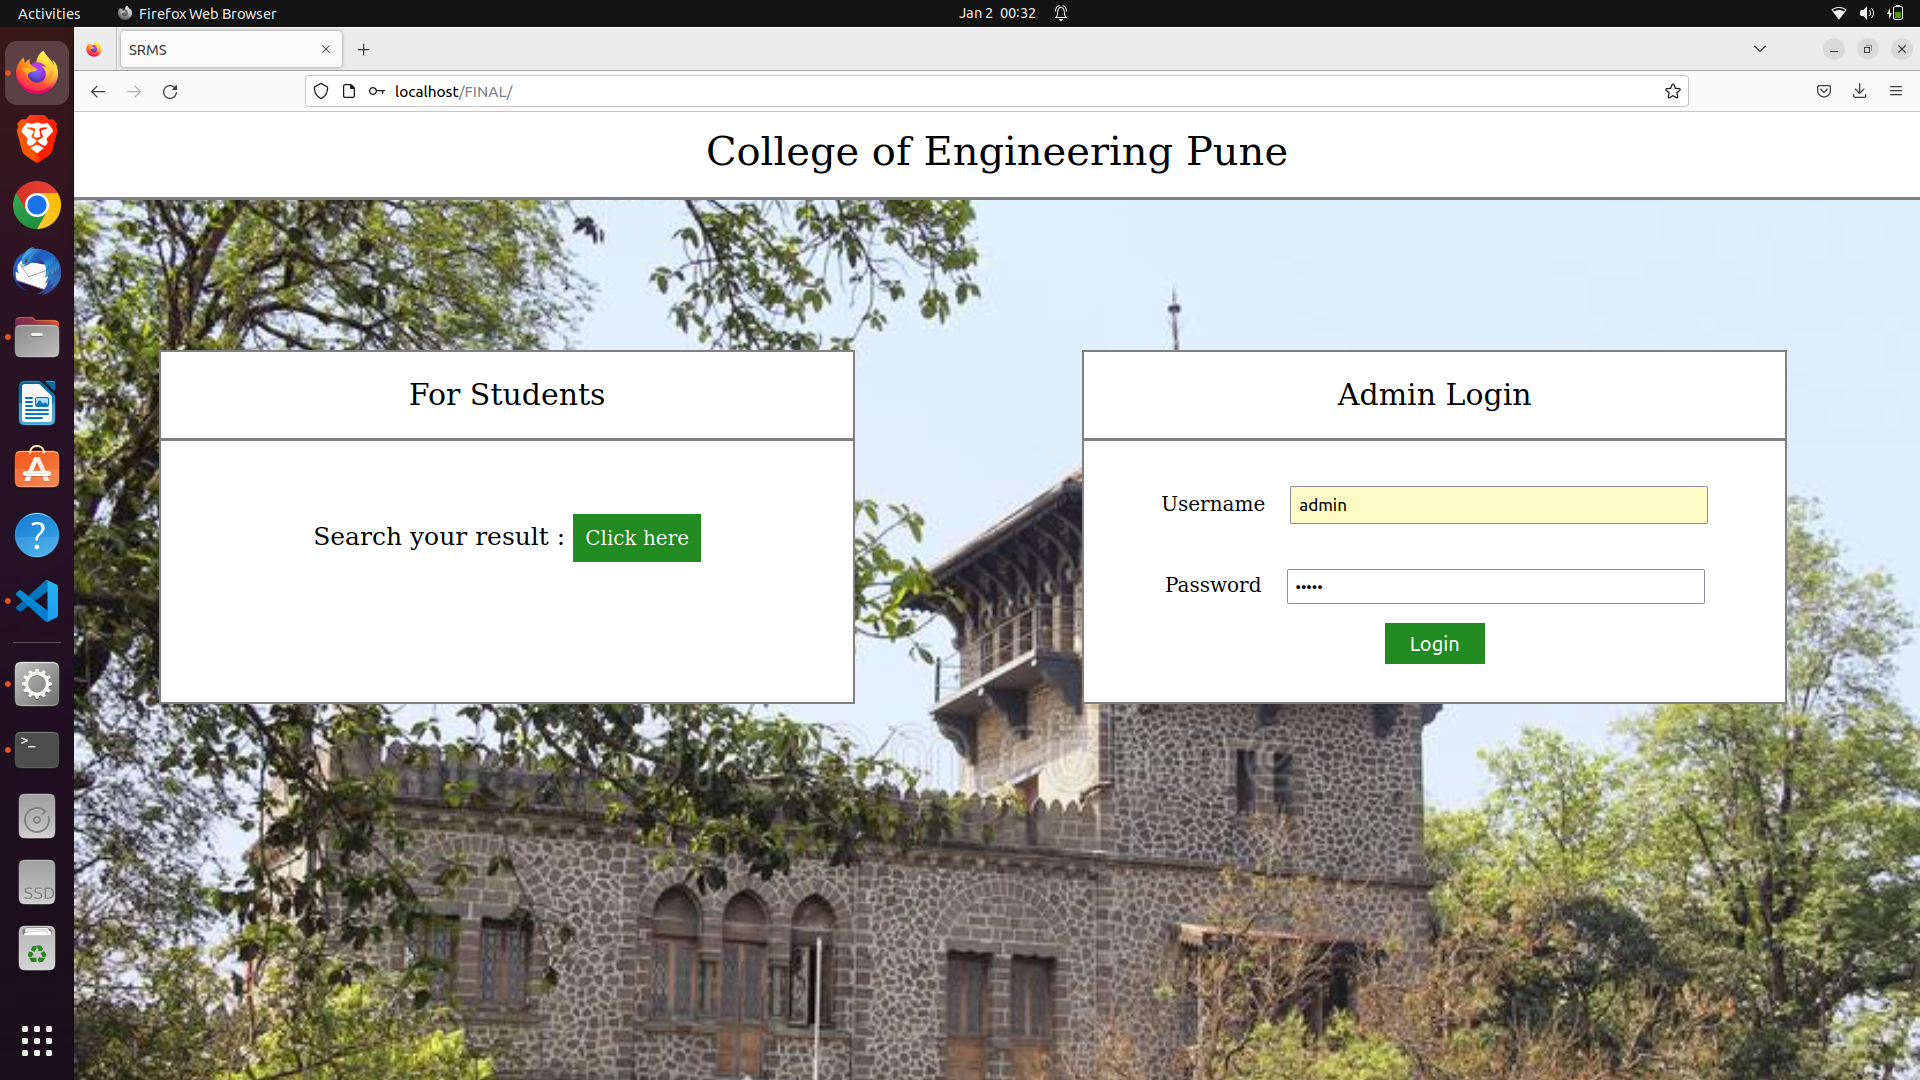 Activities
Firefox Web Browser
Jan 2 00:32
SRMS
localhost/FINAL/
College of Engineering Pune
For Students
Search your result :
Click here
Admin Login
Username
admin
Password
•••••
Login
SSD